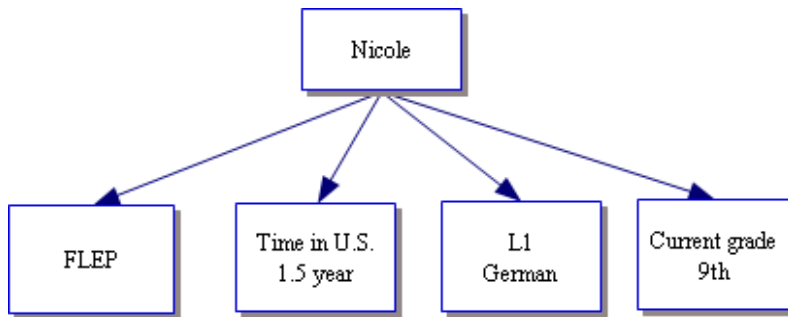 Nicole
FLEP
Time in U.S.
1.5 year
L1
German
Current grade
9th